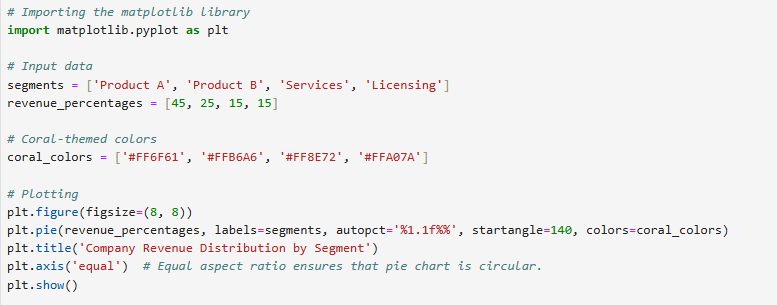 # Importing the matplotlib library
import matplotlib.pyplot as plt
# Input data
segments = ['Product A', 'Product B', 'Services', 'Licensing']
revenue_percentages = [45, 25, 15, 15]
# Coral-themed colors
coral_colors = ['#FF6F61', '#FFB6A6', '#FF8E72', '#FFA07A']
# Plotting
plt.figure(figsize=(8, 8))
plt.pie(revenue_percentages, labels=segments, autopct='%1.1f%%', startangle=140, colors=coral_colors)
plt.title('Company Revenue Distribution by Segment')
plt.axis('equal')  # Equal aspect ratio ensures that pie chart is circular.
plt.show()